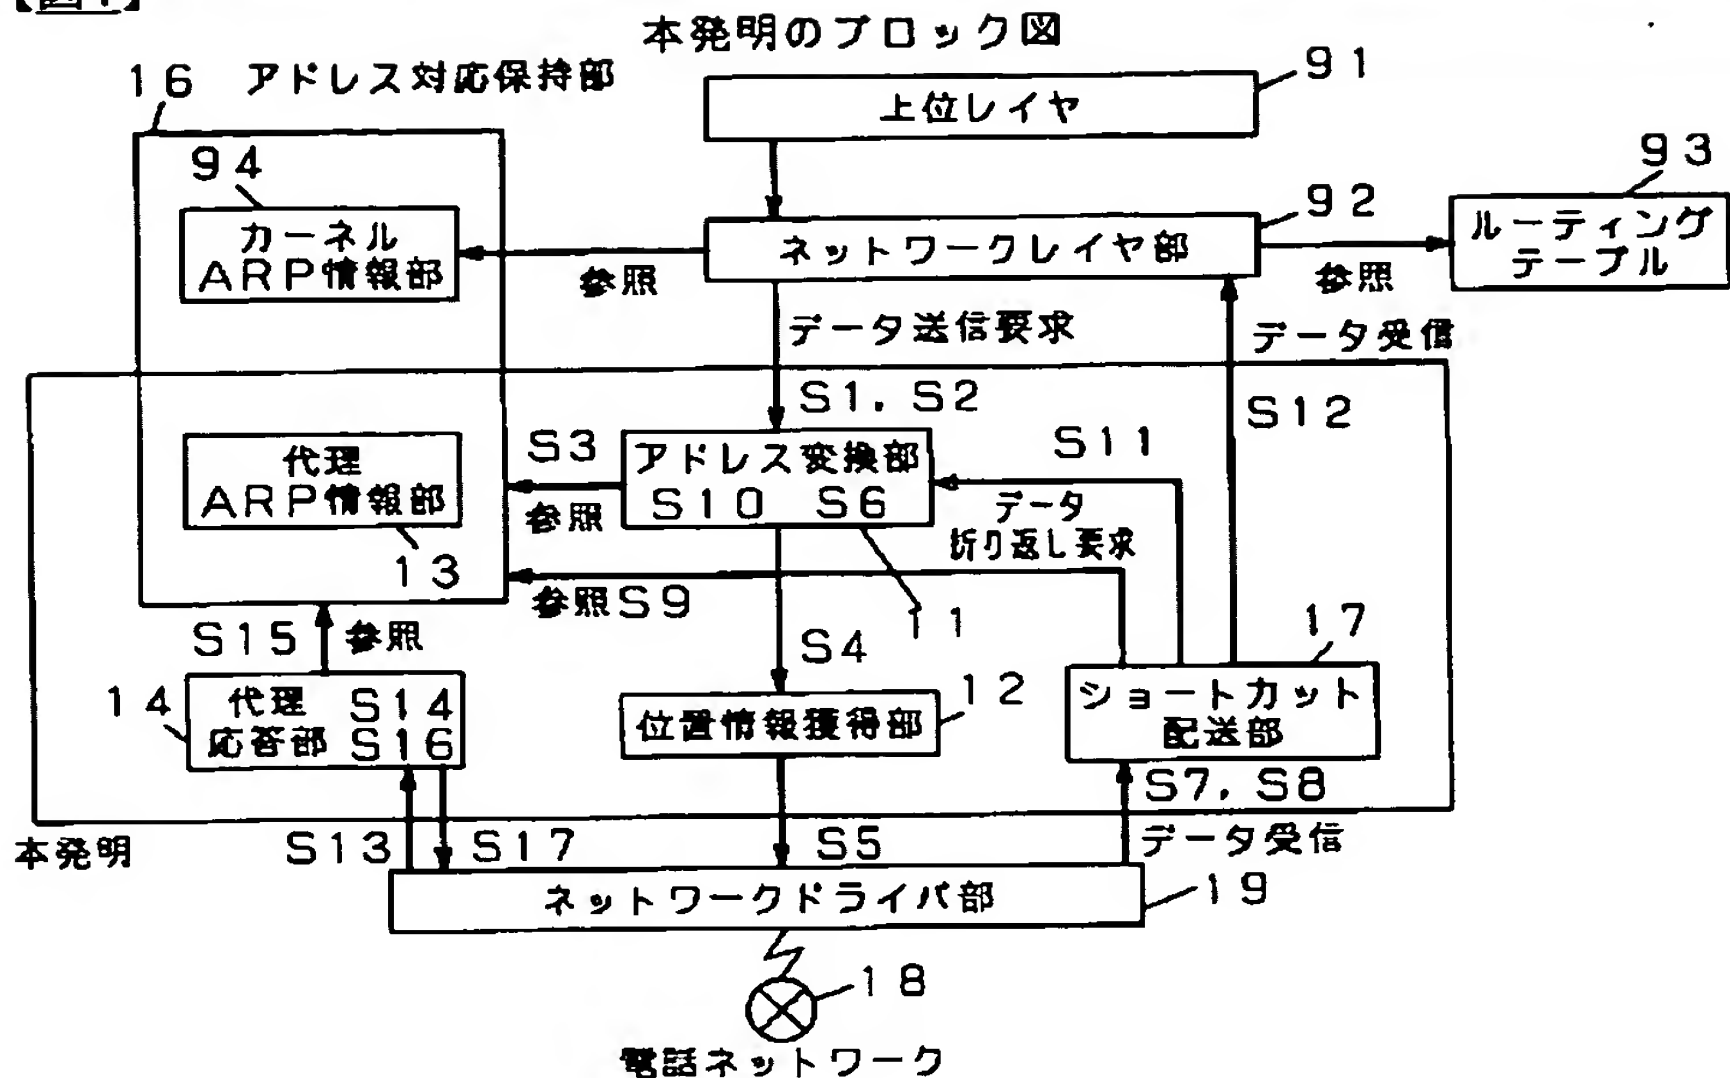 【図1】
本発明のブロック図
16 アドレス対応保持部
91
上位レイヤ
94
カーネル
ARP情報部
92
ネットワークレイヤ部
93
ルーティング
テーブル
参照
参照
データ送信要求
データ受信
S1, S2
S12
代理
ARP情報部
13
S3
参照
アドレス変換部
S10 S6
11
S11
データ
折り返し要求
参照S9
S15 参照
S4
14
代理 S14
応答部 S16
位置情報獲得部
12
17
ショートカット
配送部
S7, S8
本発明
S13
S17
S5
データ受信
ネットワークドライバ部
19
18
電話ネットワーク